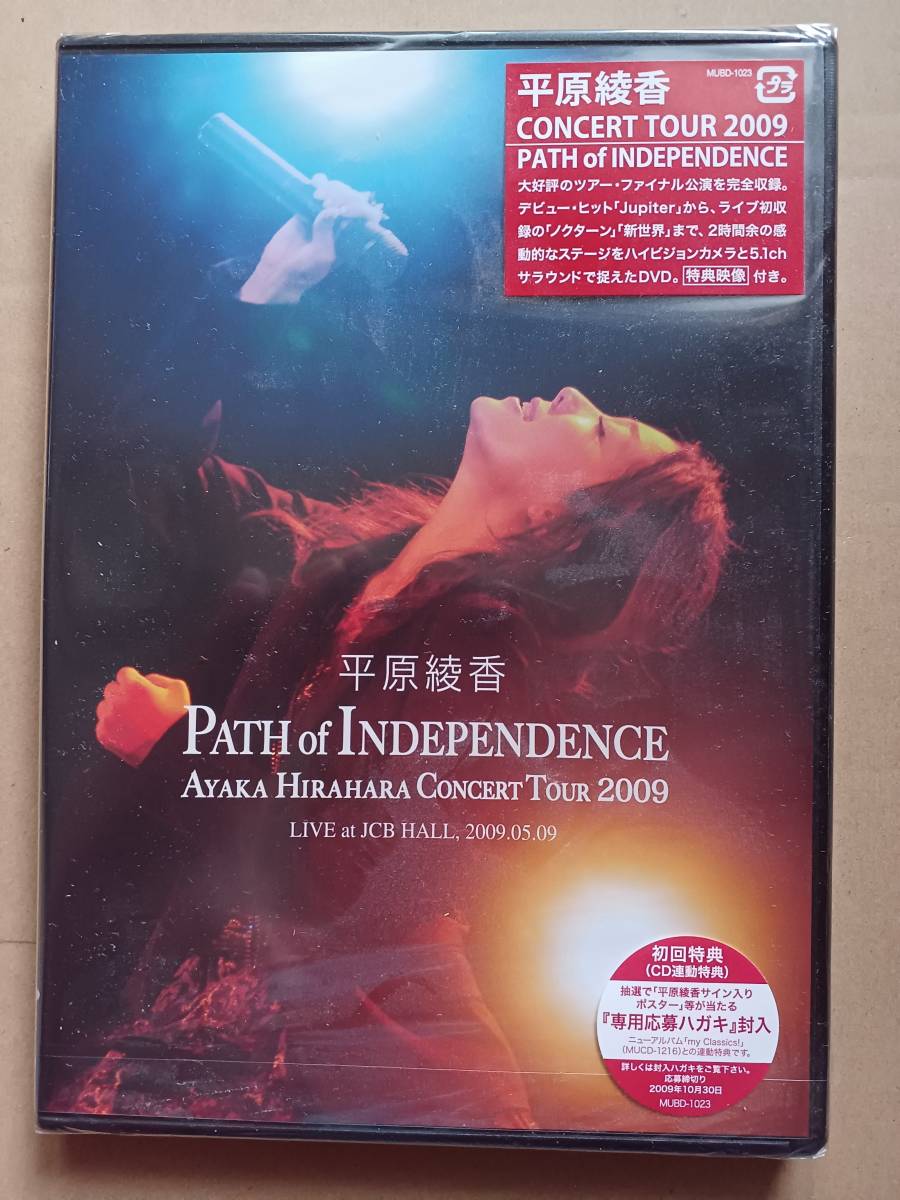 MUBD-1023
プラ
平原綾香
CONCERT TOUR 2009
PATH of INDEPENDENCE
大好評のツアー・ファイナル公演を完全収録。
デビュー・ヒット「Jupiter」から、ライブ初収
録の「ノクターン」「新世界」まで、2時間余の感
動的なステージをハイビジョンカメラと5.1ch
サラウンドで捉えたDVD。特典映像付き。
平原綾香
PATH of INDEPENDENCE
AYAKA HIRAHARA CONCERT TOUR 2009
LIVE at JCB HALL, 2009.05.09
初回特典
(CD連動特典)
抽選で「平原綾香サイン入り
ポスター」等が当たる
『専用応募ハガキ』封入
ニューアルバム「my Classics!」
(MUCD-1216)との連動特典です。
詳しくは封入ハガキをご覧下さい。
応募締切り
2009年10月30日
MUBD-1023